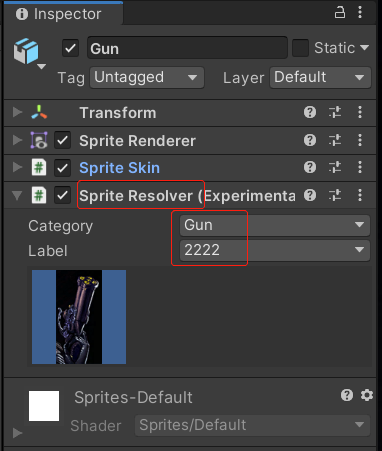 Inspector
Gun
Static
Tag Untagged Layer Default
Transform
Sprite Renderer
# Sprite Skin
# Sprite Resolver (Experimenta
Category Gun
Label 2222
Sprites-Default
Shader Sprites/Default